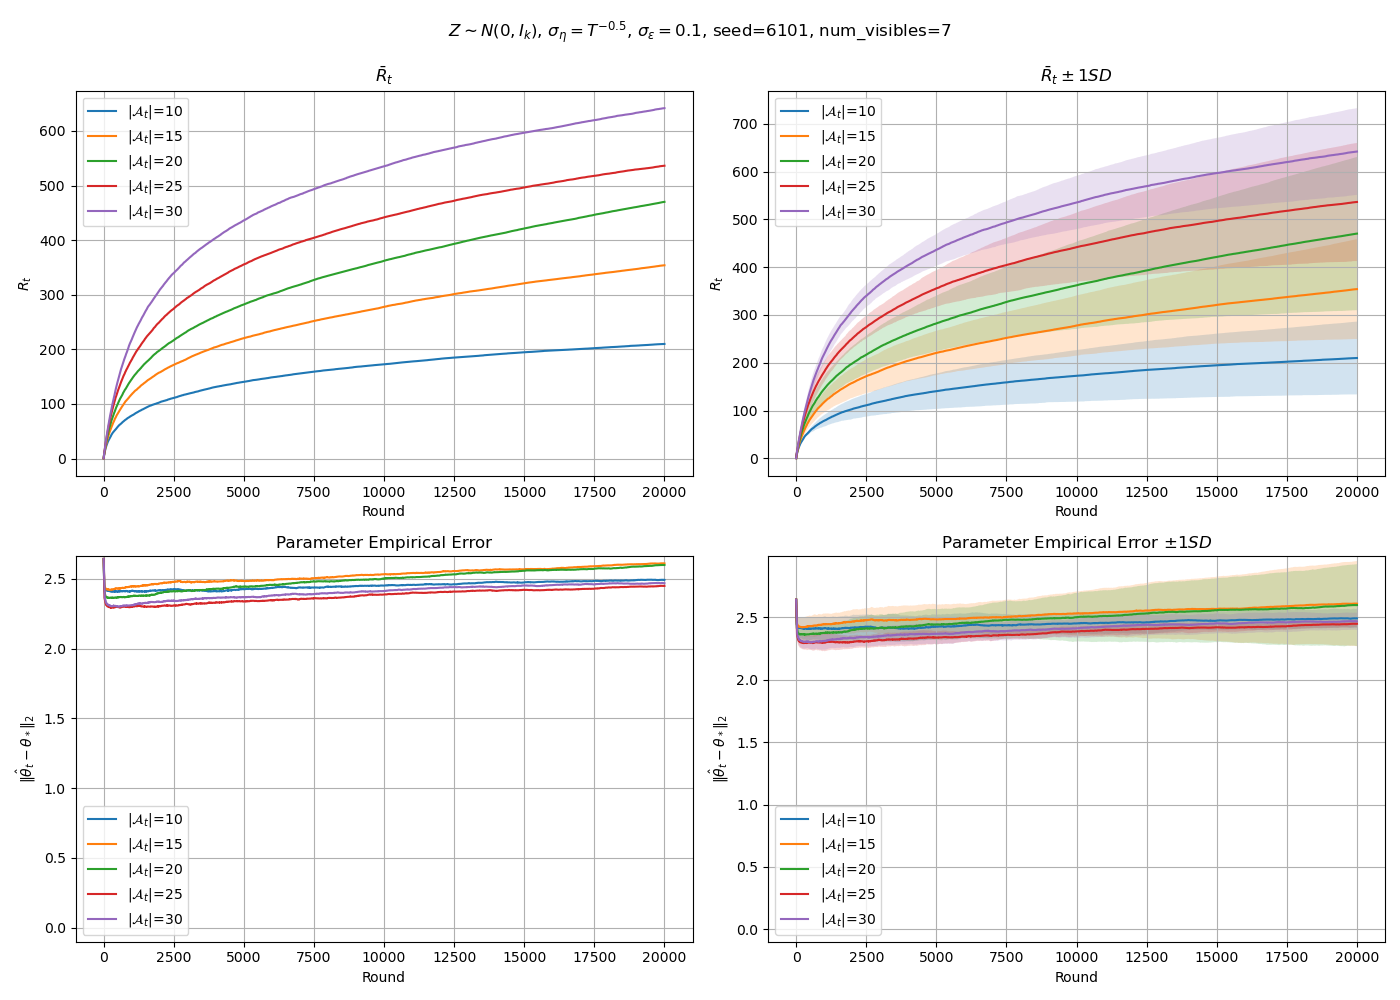 Z ∼ N(0, I_k), σ_η = T^{−0.5}, σ_ε = 0.1, seed=6101, num_visibles=7
R̄_t
R_t
600
500
400
300
200
100
0
|𝒜_t|=10
|𝒜_t|=15
|𝒜_t|=20
|𝒜_t|=25
|𝒜_t|=30
0 2500 5000 7500 10000 12500 15000 17500 20000
Round
R̄_t ± 1SD
R_t
700
600
500
400
300
200
100
0
|𝒜_t|=10
|𝒜_t|=15
|𝒜_t|=20
|𝒜_t|=25
|𝒜_t|=30
0 2500 5000 7500 10000 12500 15000 17500 20000
Round
Parameter Empirical Error
‖θ̂_t − θ_*‖_2
2.5
2.0
1.5
1.0
0.5
0.0
|𝒜_t|=10
|𝒜_t|=15
|𝒜_t|=20
|𝒜_t|=25
|𝒜_t|=30
0 2500 5000 7500 10000 12500 15000 17500 20000
Round
Parameter Empirical Error ±1SD
‖θ̂_t − θ_*‖_2
2.5
2.0
1.5
1.0
0.5
0.0
|𝒜_t|=10
|𝒜_t|=15
|𝒜_t|=20
|𝒜_t|=25
|𝒜_t|=30
0 2500 5000 7500 10000 12500 15000 17500 20000
Round